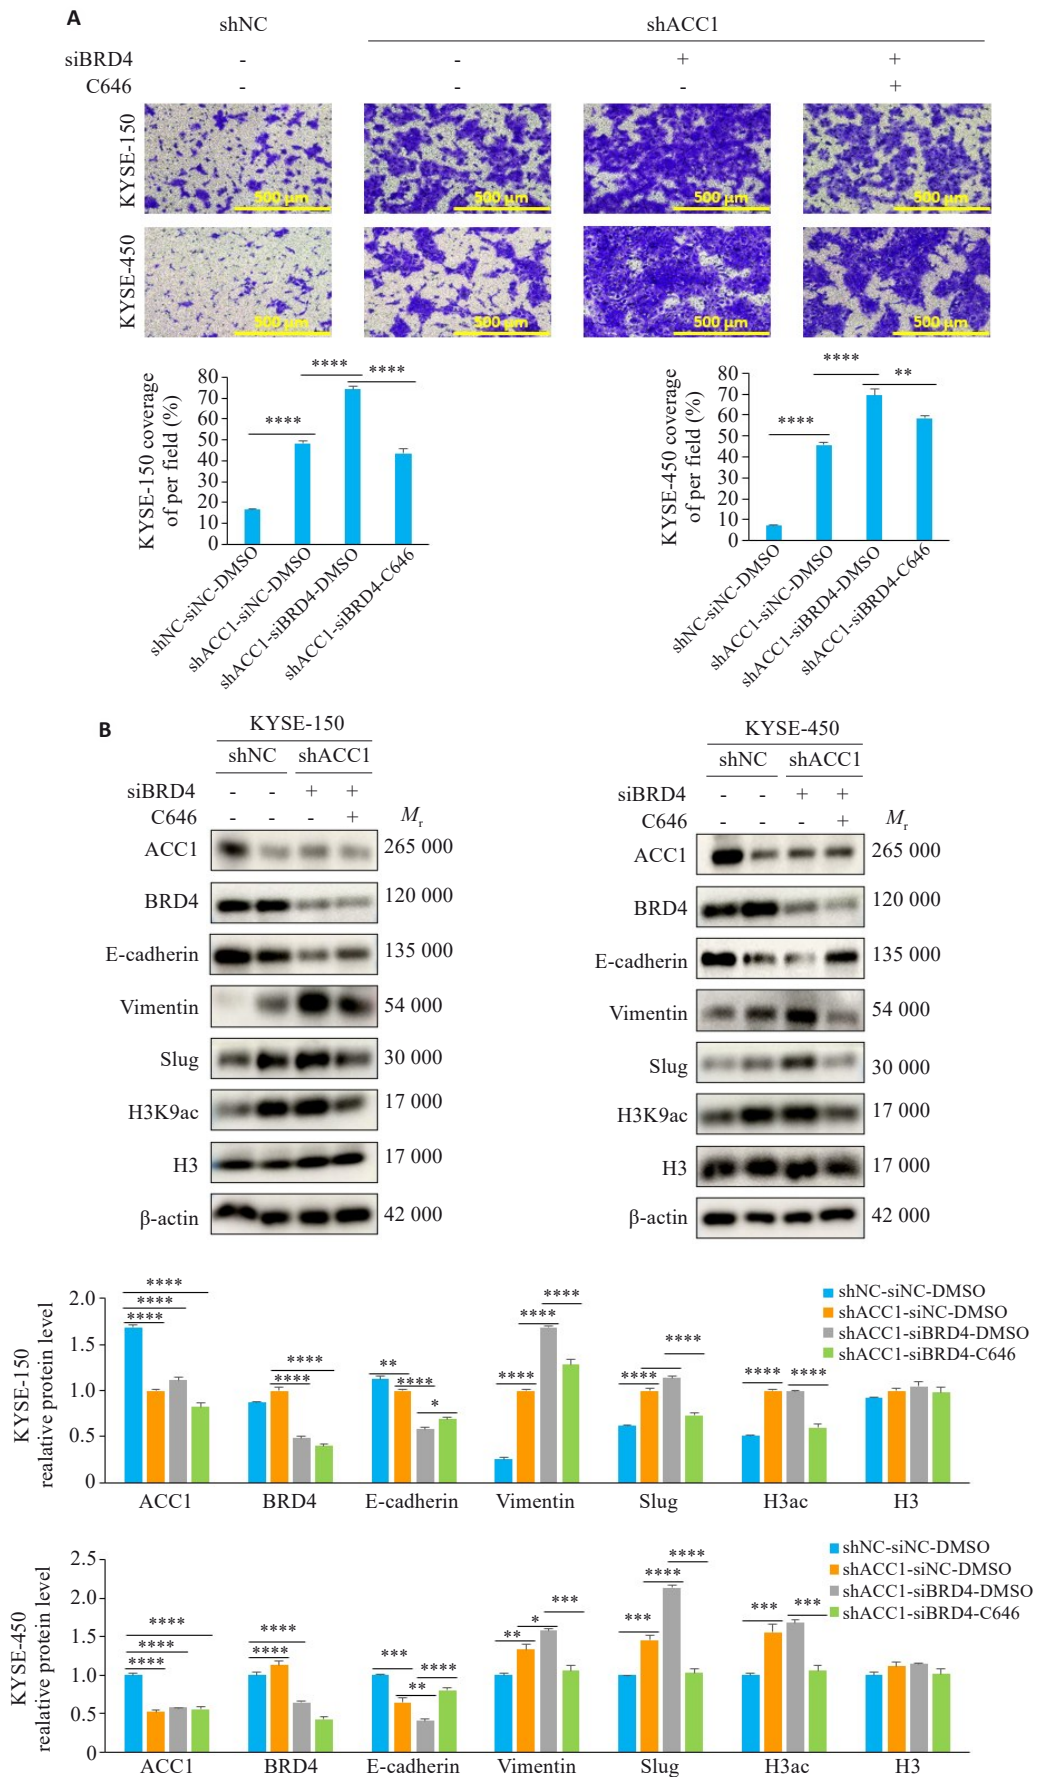 A
shNC shACC1
siBRD4 - - + +
C646 - - - +
KYSE-150
500 μm 500 μm 500 μm 500 μm
KYSE-450
500 μm 500 μm 500 μm 500 μm
KYSE-150 coverage
of per field (%)
80
70
60
50
40
30
20
10
0
**** **** ****
shNC-siNC-DMSO
shACC1-siNC-DMSO
shACC1-siBRD4-DMSO
shACC1-siBRD4-C646
KYSE-450 coverage
of per field (%)
80
70
60
50
40
30
20
10
0
**** **** **
shNC-siNC-DMSO
shACC1-siNC-DMSO
shACC1-siBRD4-DMSO
shACC1-siBRD4-C646
B
KYSE-150
shNC shACC1
siBRD4 - - + +
C646 - - - + Mr
ACC1 265 000
BRD4 120 000
E-cadherin 135 000
Vimentin 54 000
Slug 30 000
H3K9ac 17 000
H3 17 000
β-actin 42 000
KYSE-450
shNC shACC1
siBRD4 - - + +
C646 - - - + Mr
ACC1 265 000
BRD4 120 000
E-cadherin 135 000
Vimentin 54 000
Slug 30 000
H3K9ac 17 000
H3 17 000
β-actin 42 000
KYSE-150
realative protein level
2.0
1.5
1.0
0.5
0
**** **** **** **** **** ** **** * **** **** **** **** **** **** ****
shNC-siNC-DMSO
shACC1-siNC-DMSO
shACC1-siBRD4-DMSO
shACC1-siBRD4-C646
ACC1 BRD4 E-cadherin Vimentin Slug H3ac H3
KYSE-450
realative protein level
2.5
2.0
1.5
1.0
0.5
0
**** **** **** **** **** *** ** **** ** * *** *** **** **** *** ***
shNC-siNC-DMSO
shACC1-siNC-DMSO
shACC1-siBRD4-DMSO
shACC1-siBRD4-C646
ACC1 BRD4 E-cadherin Vimentin Slug H3ac H3